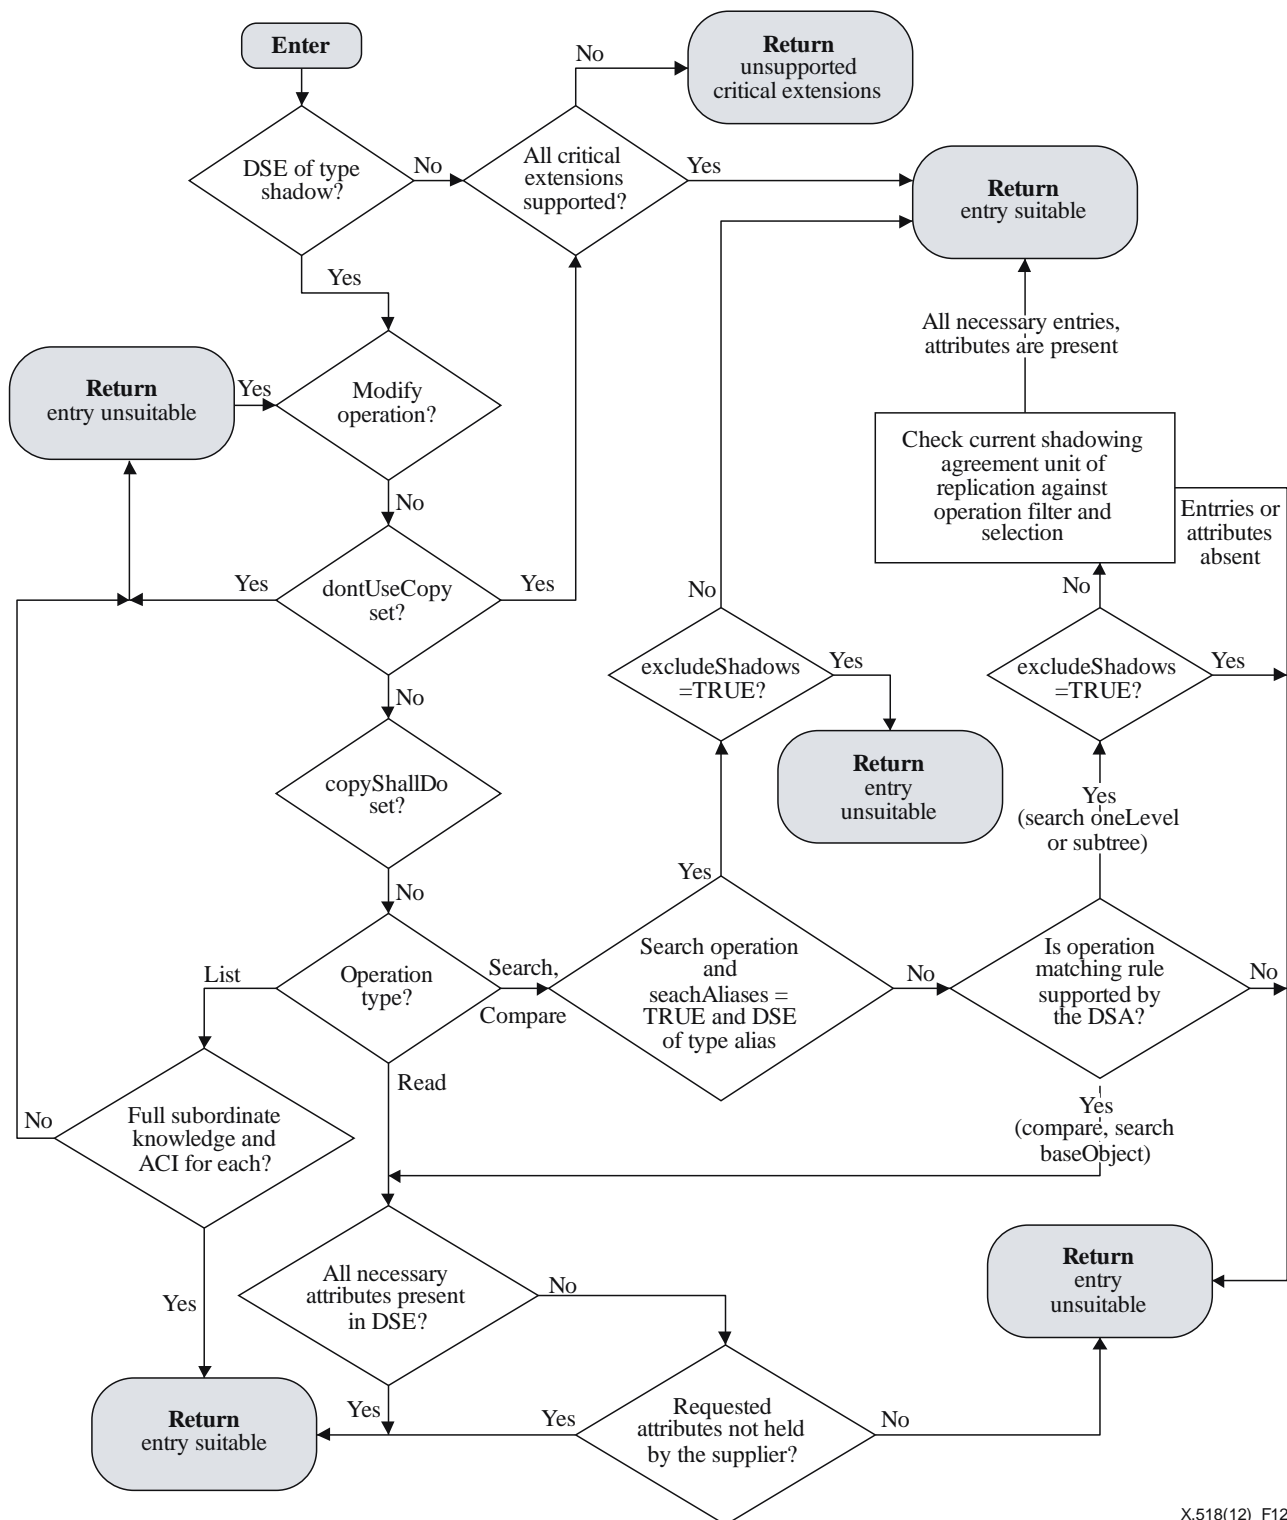 Enter
No
Return
unsupported
critical extensions
DSE of type
shadow?
No
All critical
extensions
supported?
Yes
Return
entry suitable
Yes
All necessary entries,
attributes are present
Return
entry unsuitable
Yes
Modify
operation?
No
Check current shadowing
agreement unit of
replication against
operation filter and
selection
Entrries or
attributes
absent
Yes
dontUseCopy
set?
Yes
No
No
excludeShadows
=TRUE?
Yes
excludeShadows
=TRUE?
Yes
No
copyShallDo
set?
Return
entry
unsuitable
Yes
(search oneLevel
or subtree)
No
Yes
List
Operation
type?
Search,
Compare
Search operation
and
seachAliases =
TRUE and DSE
of type alias
No
Is operation
matching rule
supported by
the DSA?
No
Read
No
Full subordinate
knowledge and
ACI for each?
Yes
(compare, search
baseObject)
Yes
All necessary
attributes present
in DSE?
No
Return
entry
unsuitable
Return
entry suitable
Yes
Yes
Requested
attributes not held
by the supplier?
No
X.518(12)_F12